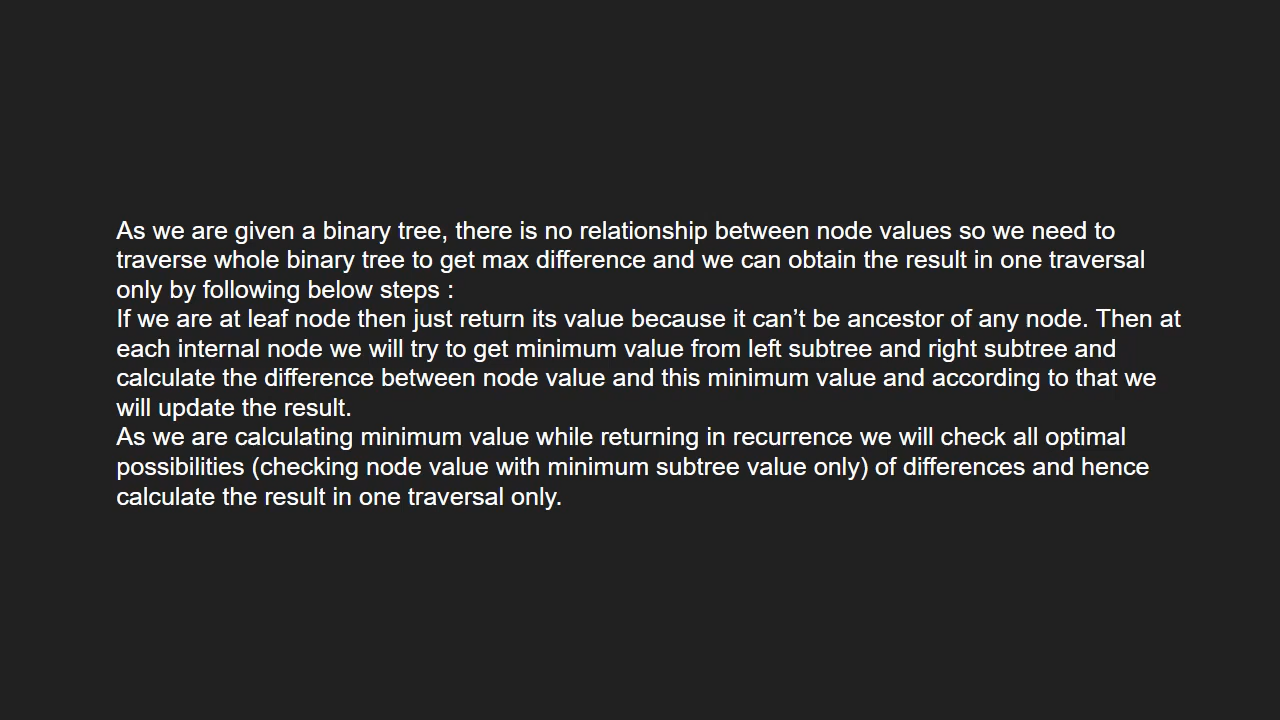 As we are given a binary tree, there is no relationship between node values so we need to
traverse whole binary tree to get max difference and we can obtain the result in one traversal
only by following below steps :
If we are at leaf node then just return its value because it can’t be ancestor of any node. Then at
each internal node we will try to get minimum value from left subtree and right subtree and
calculate the difference between node value and this minimum value and according to that we
will update the result.
As we are calculating minimum value while returning in recurrence we will check all optimal
possibilities (checking node value with minimum subtree value only) of differences and hence
calculate the result in one traversal only.